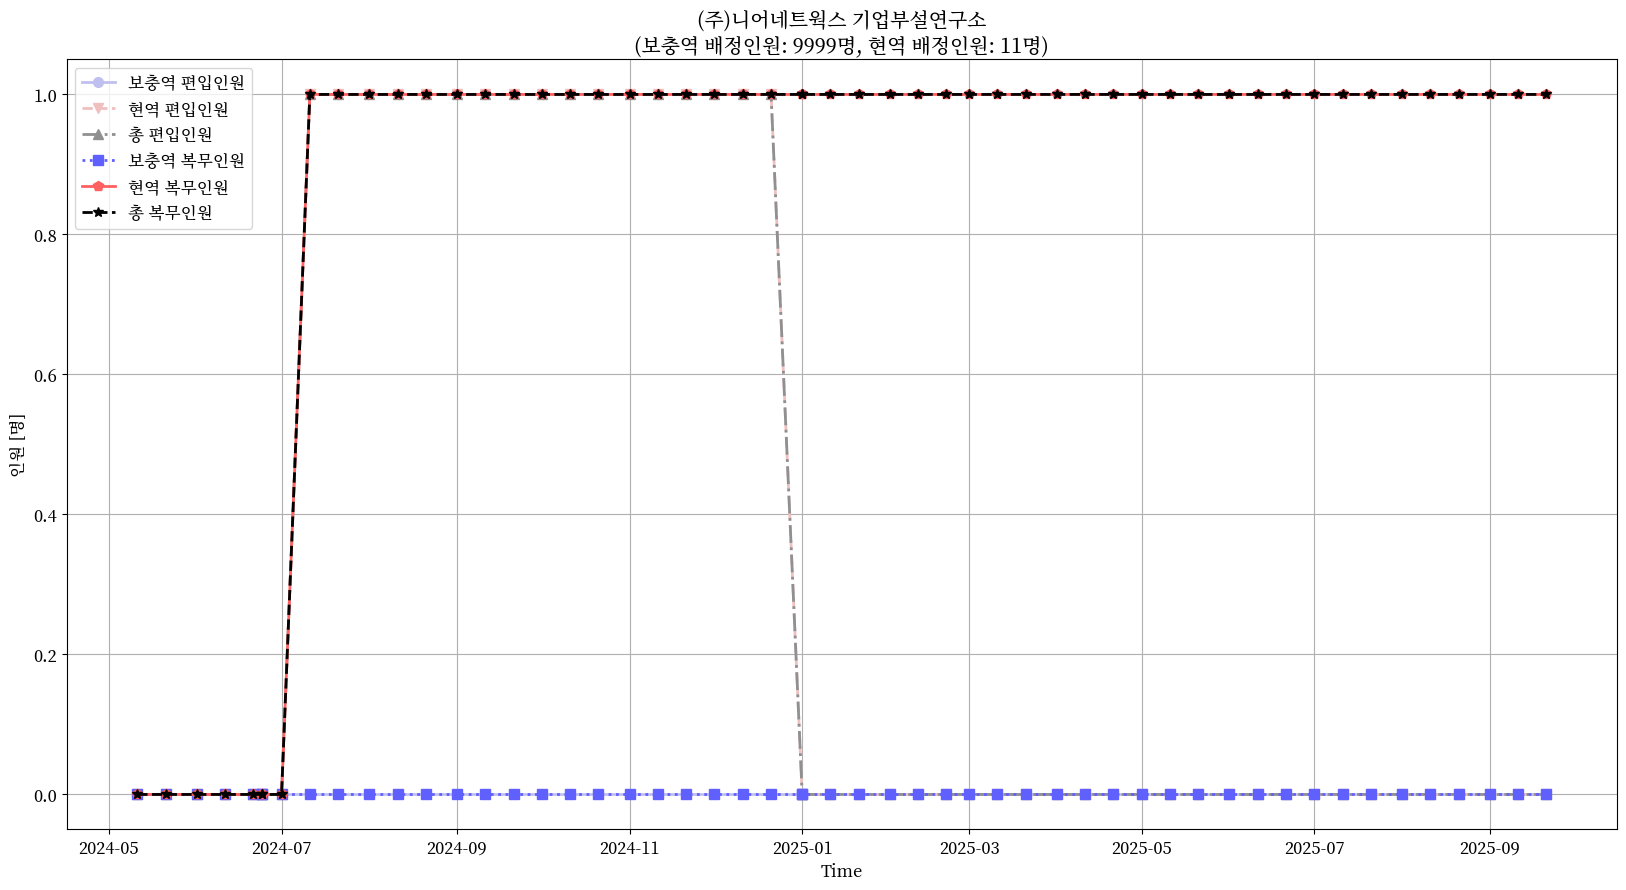 (주)니어네트웍스 기업부설연구소
(보충역 배정인원: 9999명, 현역 배정인원: 11명)
보충역 편입인원
현역 편입인원
총 편입인원
보충역 복무인원
현역 복무인원
총 복무인원
인원 [명]
1.0
0.8
0.6
0.4
0.2
0.0
2024-05
2024-07
2024-09
2024-11
2025-01
2025-03
2025-05
2025-07
2025-09
Time